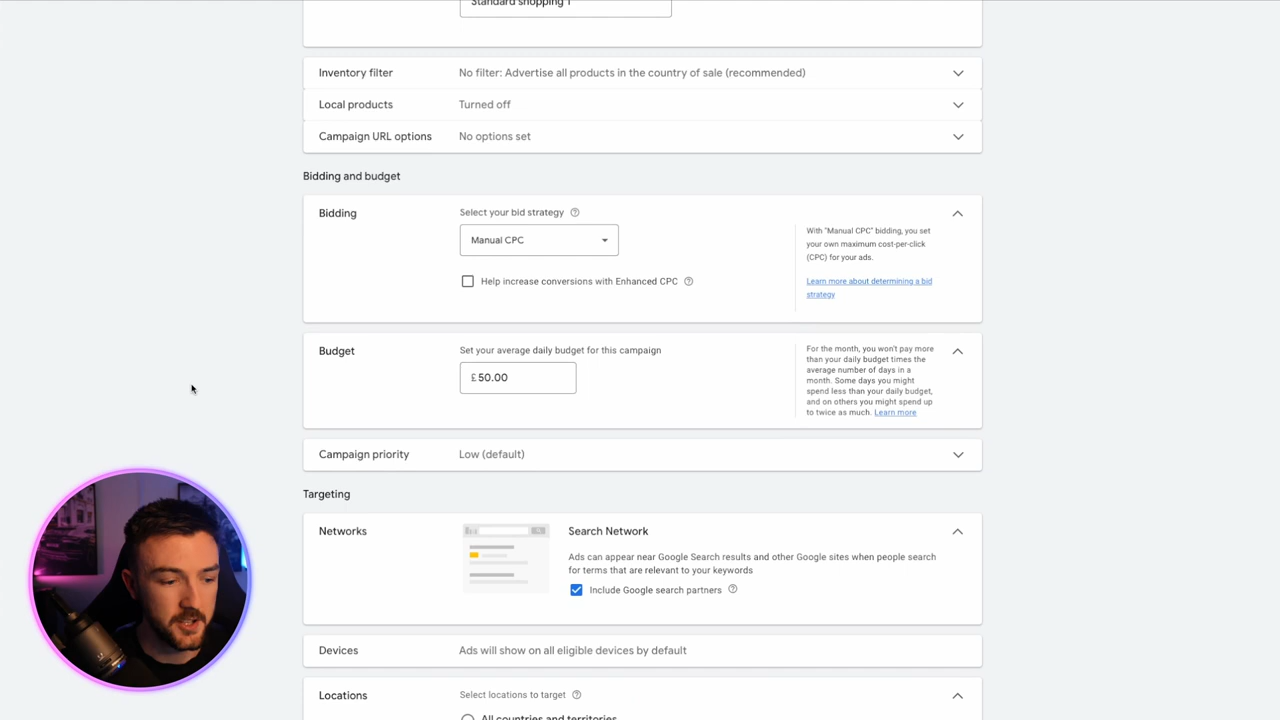 Standard shopping 1
Inventory filter
No filter: Advertise all products in the country of sale (recommended)
Local products
Turned off
Campaign URL options
No options set
Bidding and budget
Bidding
Select your bid strategy
Manual CPC
Help increase conversions with Enhanced CPC
With "Manual CPC" bidding, you set
your own maximum cost-per-click
(CPC) for your ads.
Learn more about determining a bid
strategy
Budget
Set your average daily budget for this campaign
£50.00
For the month, you won't pay more
than your daily budget times the
average number of days in a
month. Some days you might
spend less than your daily budget,
and on others you might spend up
to twice as much. Learn more
Campaign priority
Low (default)
Targeting
Networks
Search Network
Ads can appear near Google Search results and other Google sites when people search
for terms that are relevant to your keywords
Include Google search partners
Devices
Ads will show on all eligible devices by default
Locations
Select locations to target
All countries and territories